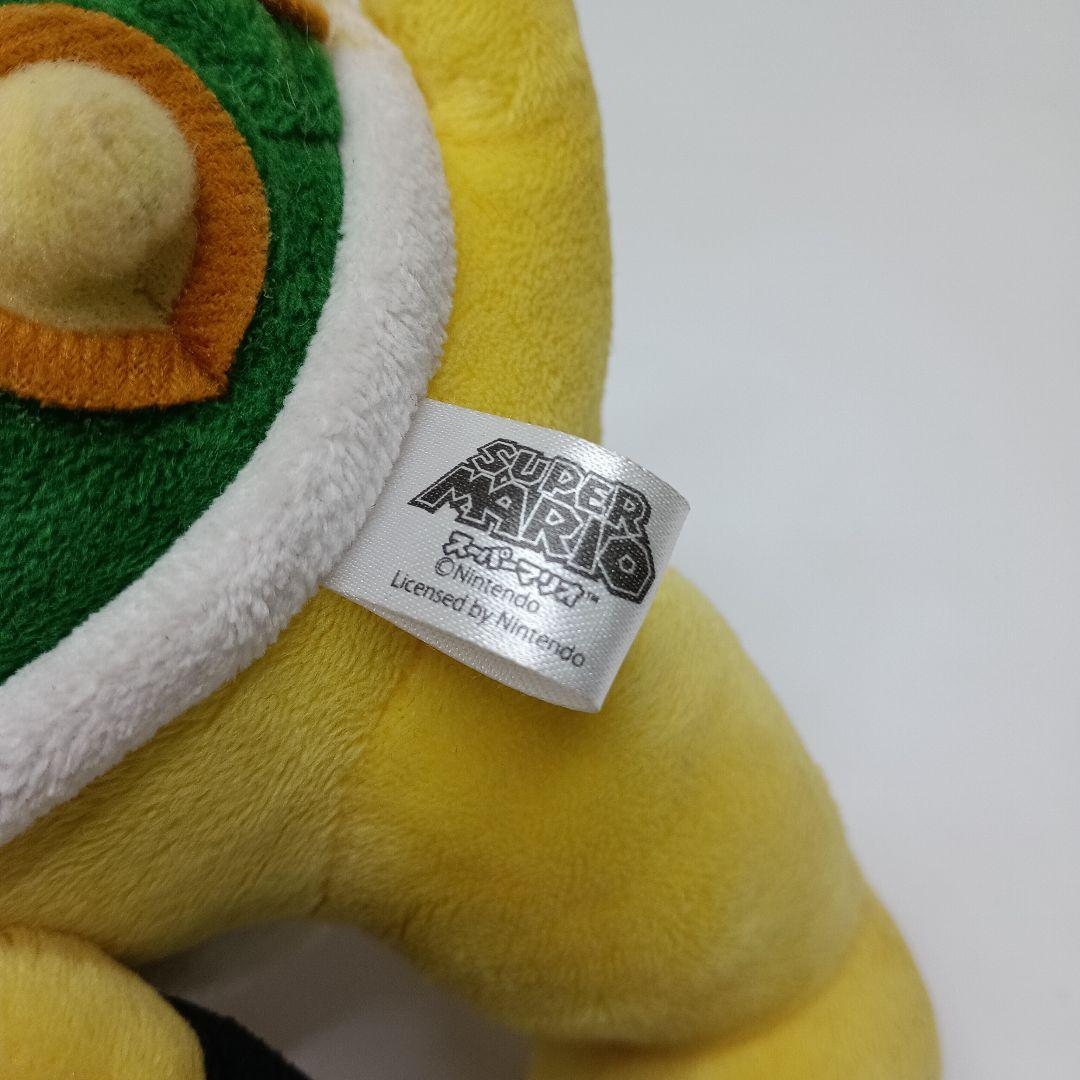 SUPER
MARIO
スーパーマリオ™
©Nintendo
Licensed by Nintendo